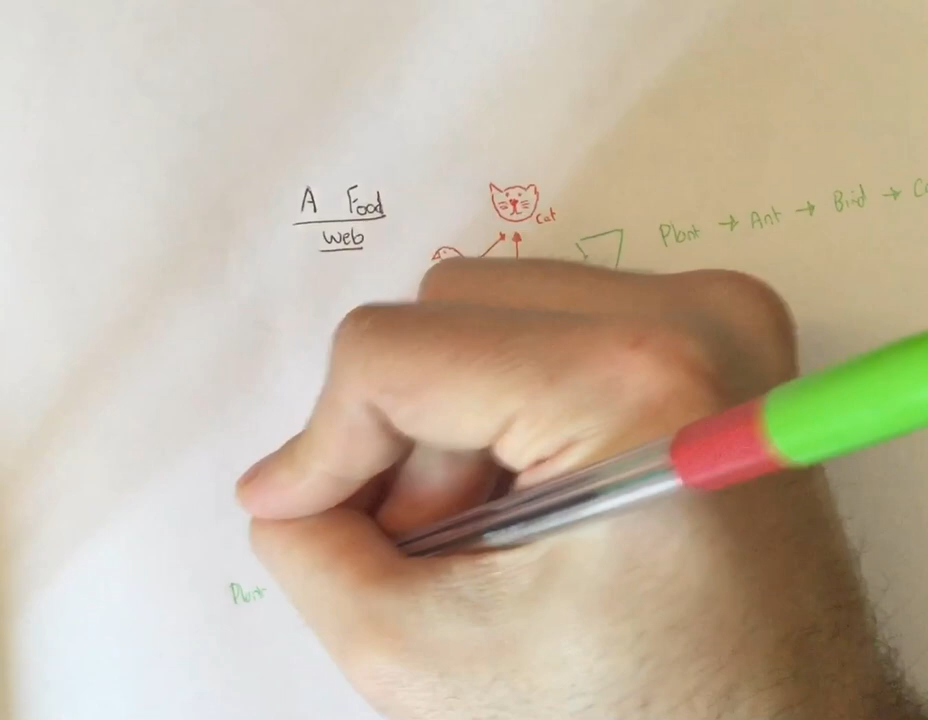 A Food
Web
Cat
Plant → Ant → Bird →
Plant